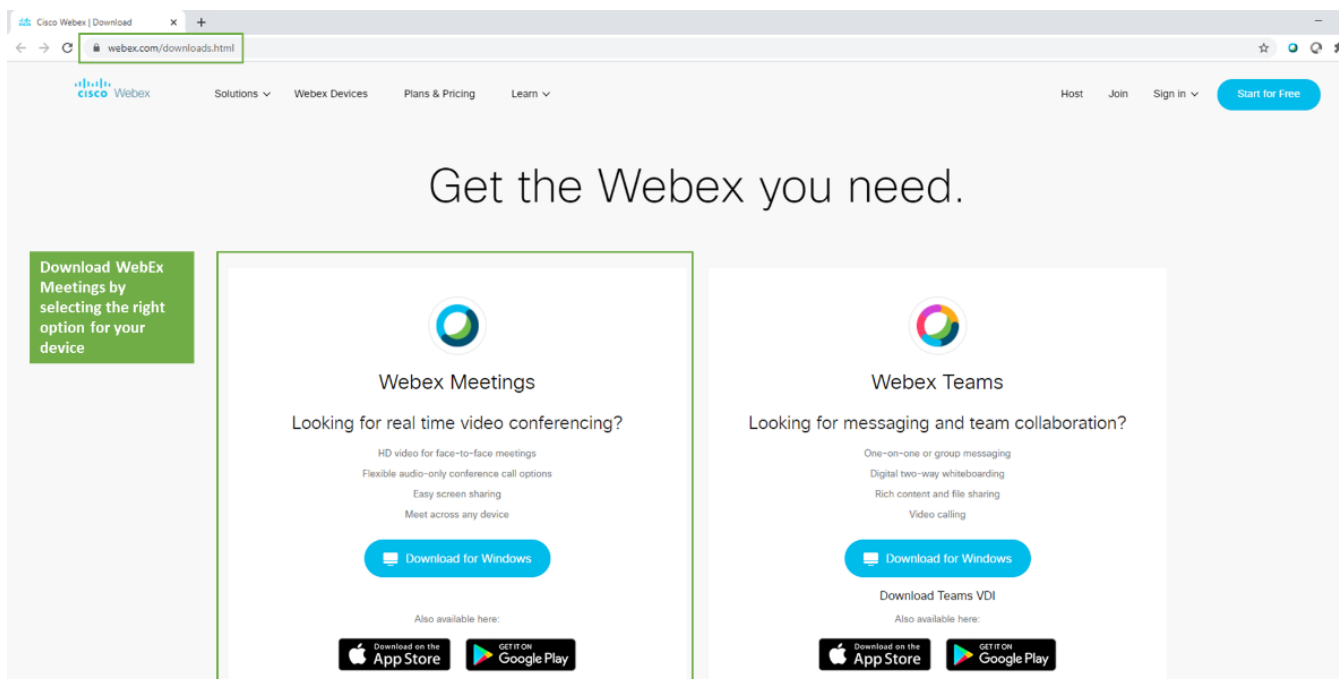 Cisco Webex | Download
webex.com/downloads.html
CISCO Webex
Solutions
Webex Devices
Plans & Pricing
Learn
Host
Join
Sign in
Start for Free
Get the Webex you need.
Download WebEx
Meetings by
selecting the right
option for your
device
Webex Meetings
Looking for real time video conferencing?
HD video for face-to-face meetings
Flexible audio-only conference call options
Easy screen sharing
Meet across any device
Download for Windows
Also available here:
Download on the
App Store
GET IT ON
Google Play
Webex Teams
Looking for messaging and team collaboration?
One-on-one or group messaging
Digital two-way whiteboarding
Rich content and file sharing
Video calling
Download for Windows
Download Teams VDI
Also available here:
Download on the
App Store
GET IT ON
Google Play